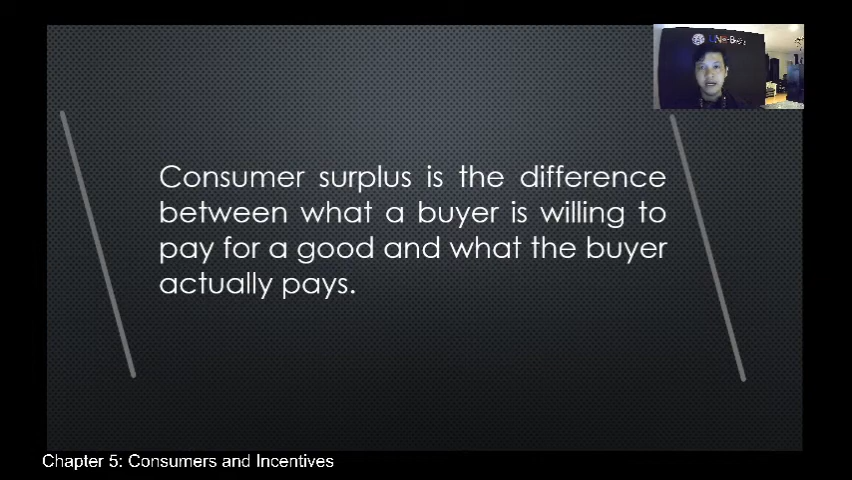 Consumer surplus is the difference
between what a buyer is willing to
pay for a good and what the buyer
actually pays.
Chapter 5: Consumers and Incentives